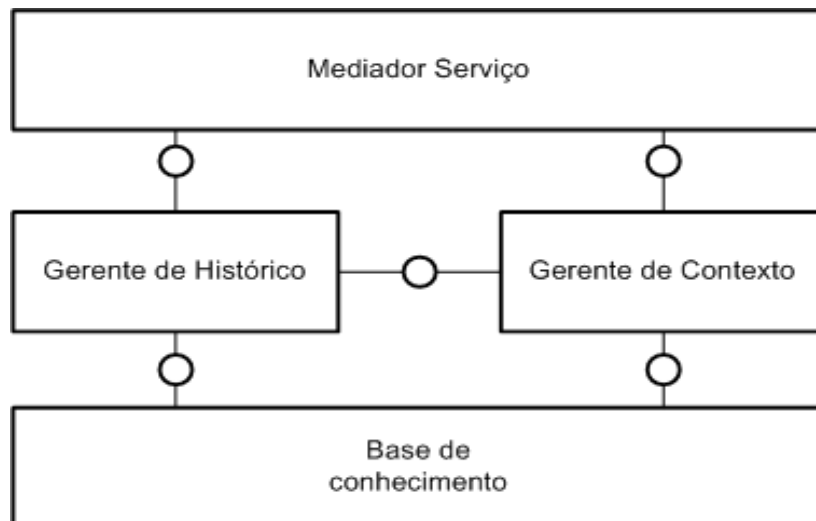 Mediador Serviço
Gerente de Histórico
Gerente de Contexto
Base de
conhecimento